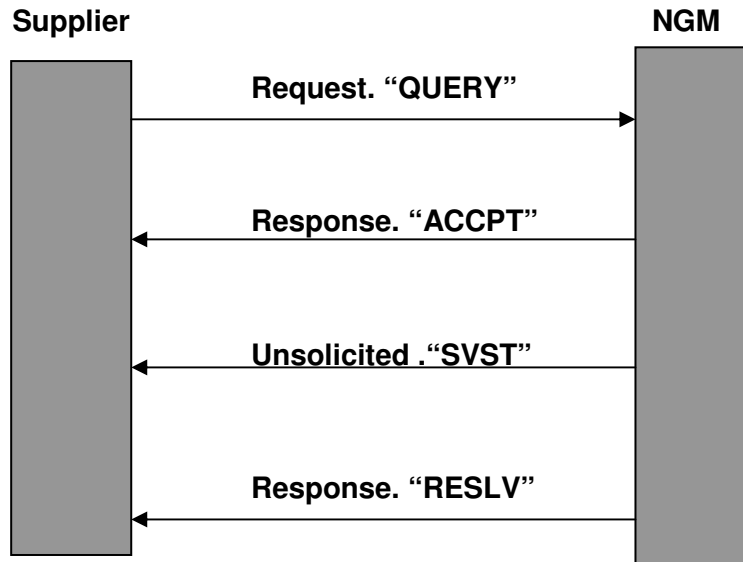 Supplier NGM
Request. “QUERY”
Response. “ACCPT”
Unsolicited .“SVST”
Response. “RESLV”